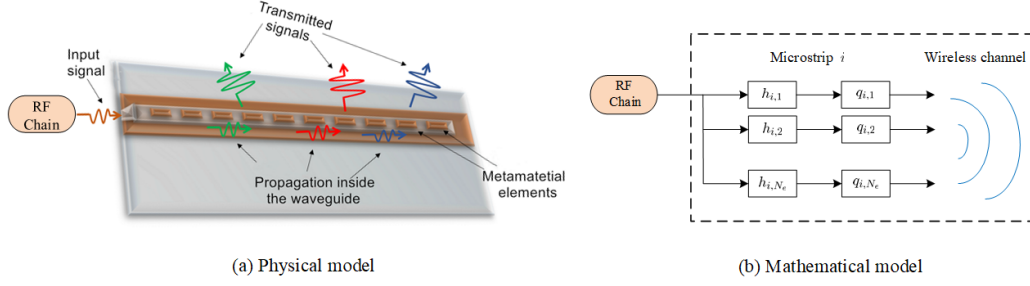 Transmitted
signals
Input
signal
RF
Chain
Propagation inside
the waveguide
Metamatetial
elements
(a) Physical model
Microstrip i
Wireless channel
RF
Chain
h_{i,1}
q_{i,1}
h_{i,2}
q_{i,2}
h_{i,N_e}
q_{i,N_e}
(b) Mathematical model